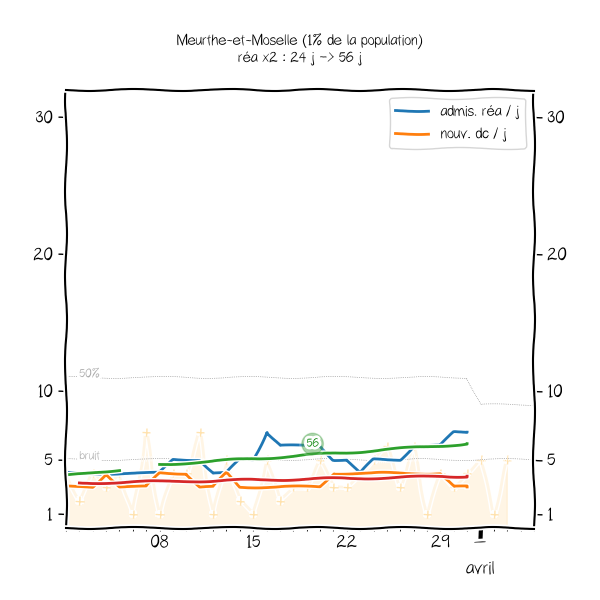 Meurthe-et-Moselle (1% de la population)
réa x2 : 24 j -> 56 j
admis. réa / j
nouv. dc / j
30
30
20
20
50%
10
10
56
bruit
5
5
1
1
08
15
22
29
1
avril